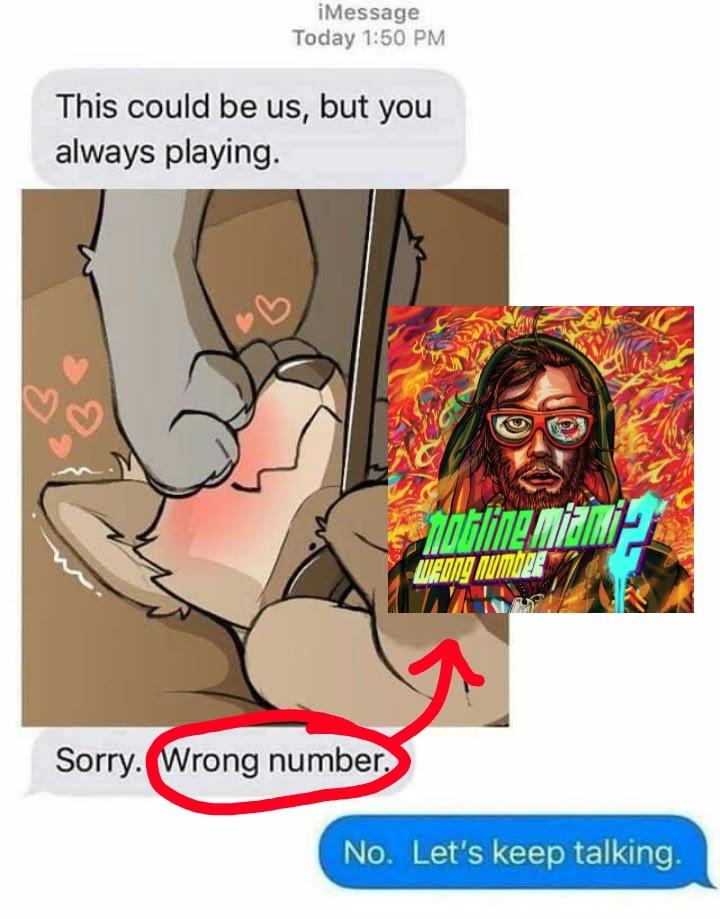 iMessage
Today 1:50 PM
This could be us, but you
always playing.
hotline miami 2
wrong number
Sorry. Wrong number.
No. Let's keep talking.